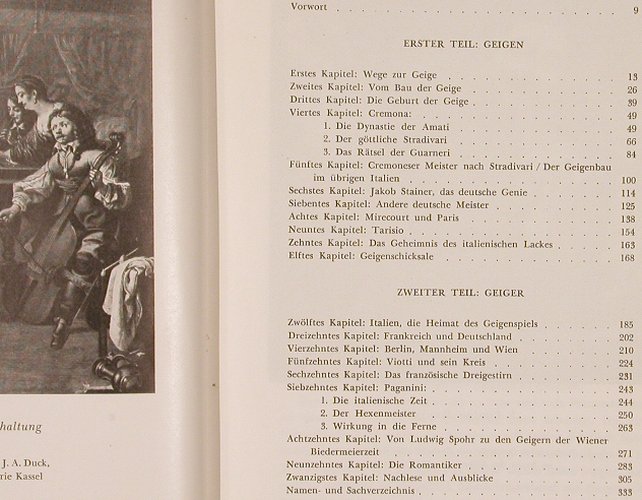 haltung
J. A. Duck,
rie Kassel
Vorwort . . . . . . . . . . . . . . . . . . . . 9
ERSTER TEIL: GEIGEN
Erstes Kapitel: Wege zur Geige . . . . . . . . . . . . 13
Zweites Kapitel: Vom Bau der Geige . . . . . . . . . . . 26
Drittes Kapitel: Die Geburt der Geige . . . . . . . . . . 39
Viertes Kapitel: Cremona: . . . . . . . . . . . . . . 49
1. Die Dynastie der Amati . . . . . . . . . . . . 49
2. Der göttliche Stradivari . . . . . . . . . . . . 66
3. Das Rätsel der Guarneri . . . . . . . . . . . . 84
Fünftes Kapitel: Cremoneser Meister nach Stradivari / Der Geigenbau
im übrigen Italien . . . . . . . . . . . . . . . 100
Sechstes Kapitel: Jakob Stainer, das deutsche Genie . . . . . . 114
Siebentes Kapitel: Andere deutsche Meister . . . . . . . . 125
Achtes Kapitel: Mirecourt und Paris . . . . . . . . . . 138
Neuntes Kapitel: Tarisio . . . . . . . . . . . . . . 154
Zehntes Kapitel: Das Geheimnis des italienischen Lackes . . . . . 163
Elftes Kapitel: Geigenschicksale . . . . . . . . . . . . 168
ZWEITER TEIL: GEIGER
Zwölftes Kapitel: Italien, die Heimat des Geigenspiels . . . . . . 185
Dreizehntes Kapitel: Frankreich und Deutschland . . . . . . . 202
Vierzehntes Kapitel: Berlin, Mannheim und Wien . . . . . . . 210
Fünfzehntes Kapitel: Viotti und sein Kreis . . . . . . . . . 224
Sechzehntes Kapitel: Das französische Dreigestirn . . . . . . . 231
Siebzehntes Kapitel: Paganini: . . . . . . . . . . . . . 243
1. Die italienische Zeit . . . . . . . . . . . . . 244
2. Der Hexenmeister . . . . . . . . . . . . . . 250
3. Wirkung in die Ferne . . . . . . . . . . . . . 263
Achtzehntes Kapitel: Von Ludwig Spohr zu den Geigern der Wiener
Biedermeierzeit . . . . . . . . . . . . . . . . 271
Neunzehntes Kapitel: Die Romantiker . . . . . . . . . . 283
Zwanzigstes Kapitel: Nachlese und Ausblicke . . . . . . . . 305
Namen- und Sachverzeichnis . . . . . . . . . . . . . 333